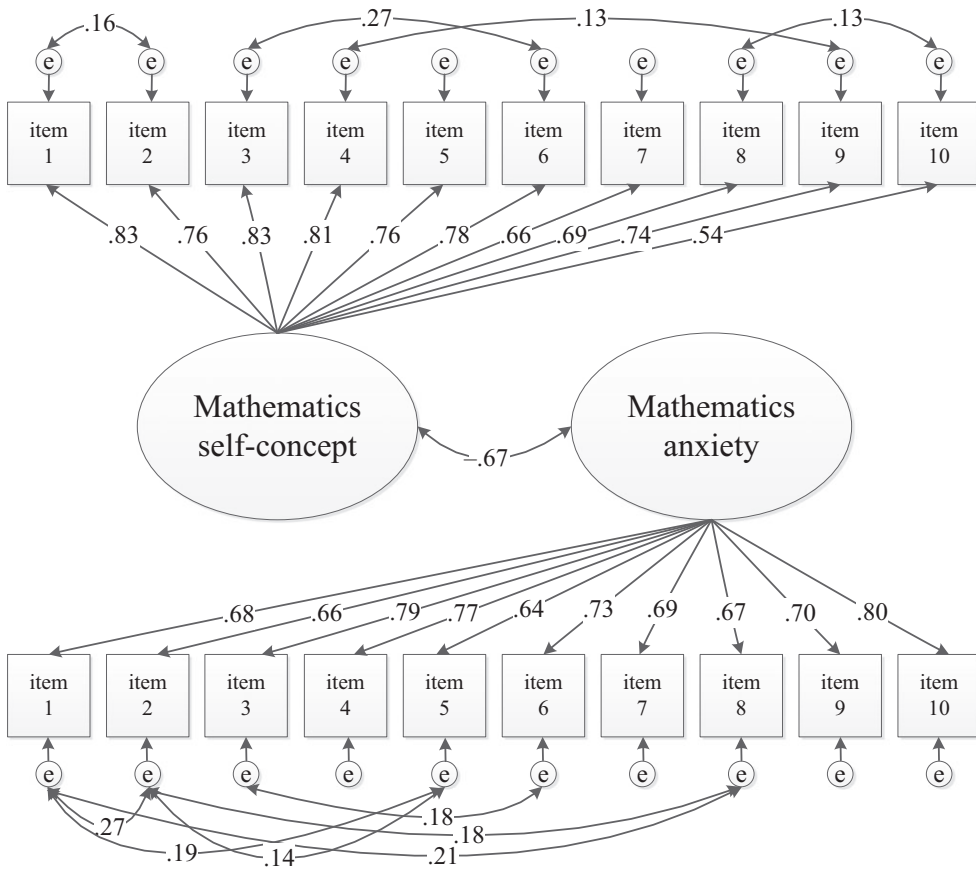 .16 .27 .13 .13
e e e e e e e e e e
item item item item item item item item item item
1 2 3 4 5 6 7 8 9 10
.83 .76 .83 .81 .76 .78 .66 .69 .74 .54
Mathematics
self-concept
Mathematics
anxiety
–.67
.68 .66 .79 .77 .64 .73 .69 .67 .70 .80
item item item item item item item item item item
1 2 3 4 5 6 7 8 9 10
e e e e e e e e e e
.18
.27 .18
.19 .14 .21